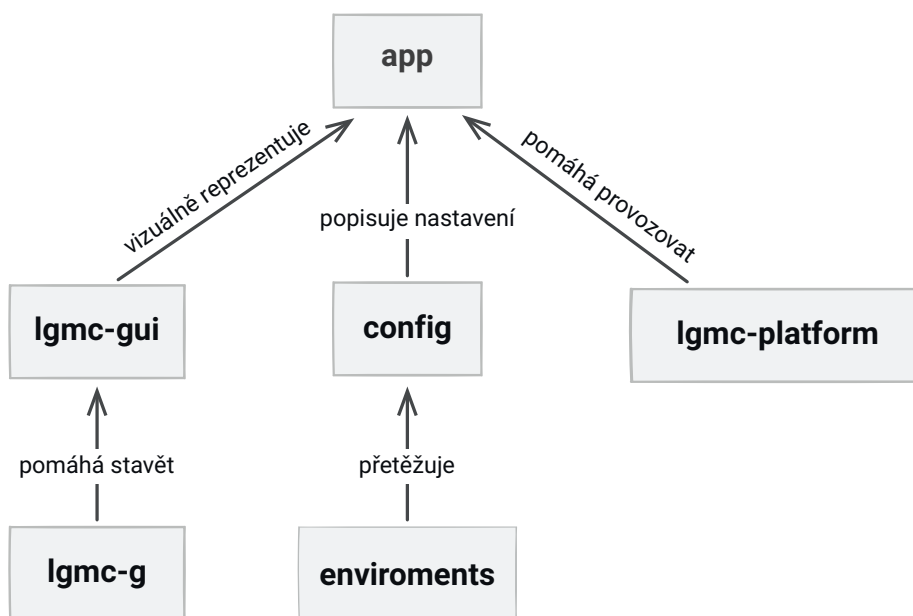 app
vizuálně reprezentuje
popisuje nastavení
pomáhá provozovat
lgmc-gui
config
lgmc-platform
pomáhá stavět
přetěžuje
lgmc-g
enviroments